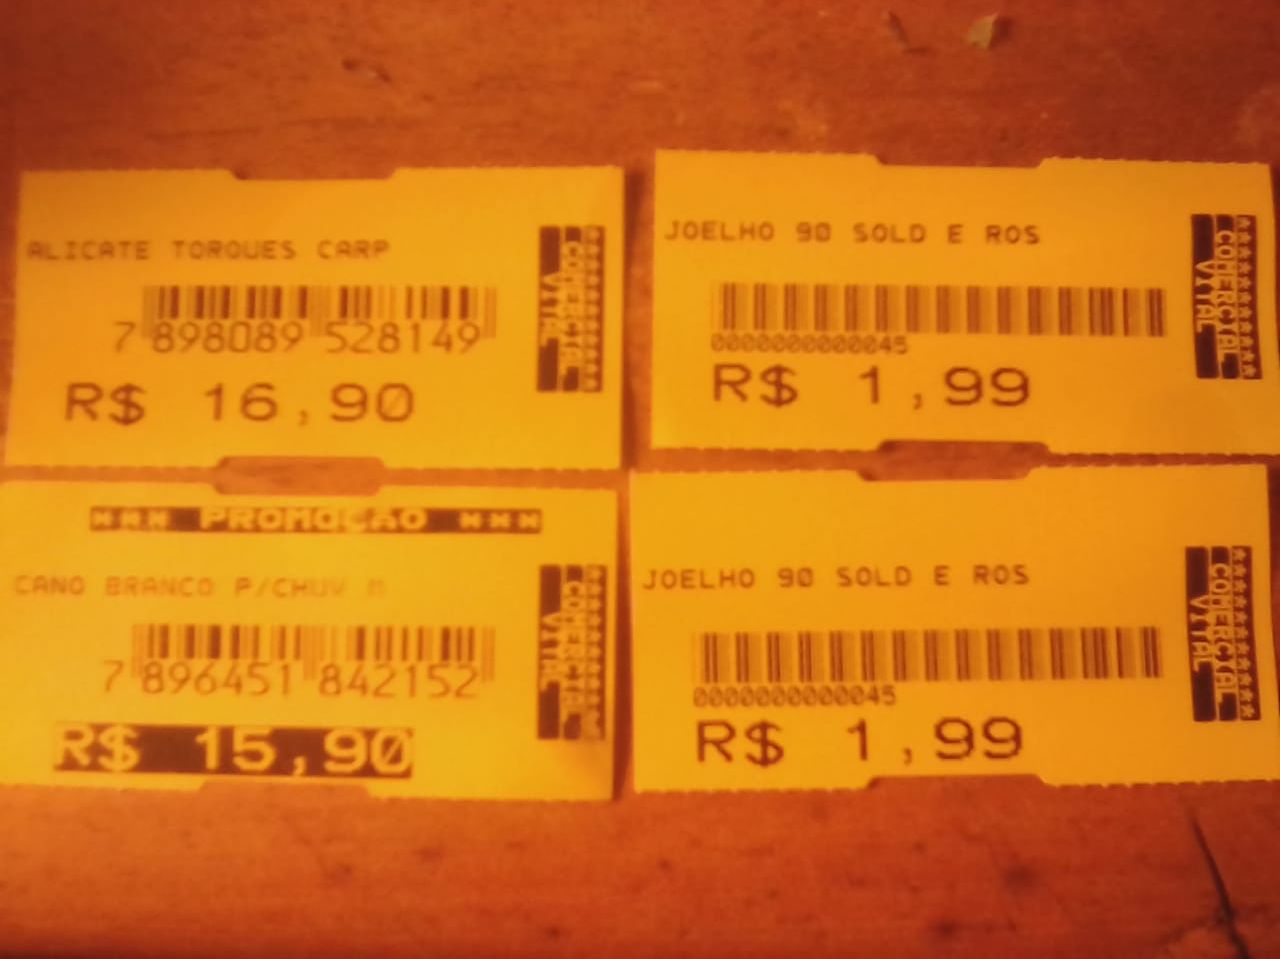 ALICATE TORQUES CARP
7 898089 528149
R$ 16,90
********** 
COMERCIAL
VITAL
JOELHO 90 SOLD E ROS
0000000000045
R$ 1,99
**********
COMERCIAL
VITAL
*** PROMOÇAO ***
CANO BRANCO P/CHUV
7 896451 842152
R$ 15,90
**********
COMERCIAL
VITAL
JOELHO 90 SOLD E ROS
0000000000045
R$ 1,99
**********
COMERCIAL
VITAL